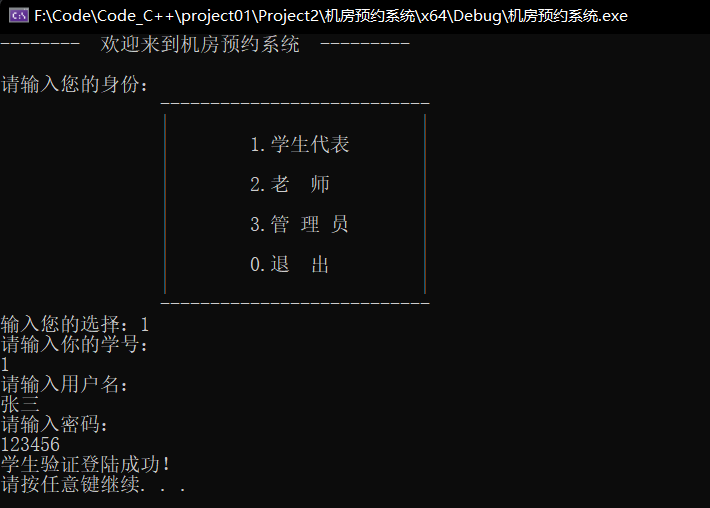 F:\Code\Code_C++\project01\Project2\机房预约系统\x64\Debug\机房预约系统.exe
-------- 欢迎来到机房预约系统 ---------
请输入您的身份:
---------------------------
1.学生代表
2.老 师
3.管 理 员
0.退 出
---------------------------
输入您的选择: 1
请输入你的学号:
1
请输入用户名:
张三
请输入密码:
123456
学生验证登陆成功!
请按任意键继续. . .